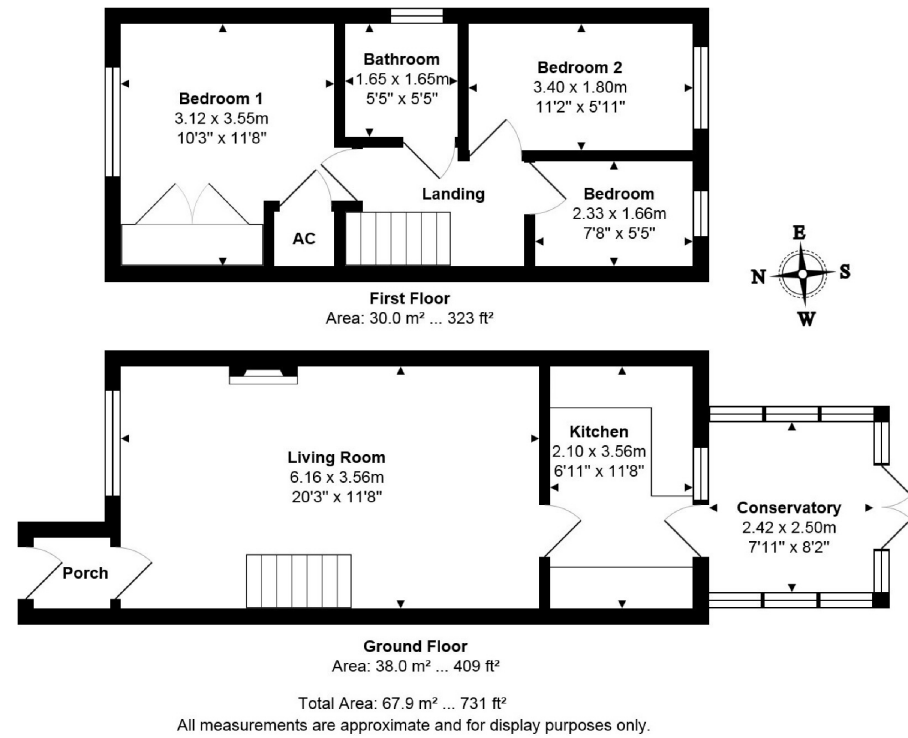 Bathroom
1.65 x 1.65m
5'5" x 5'5"
Bedroom 2
3.40 x 1.80m
11'2" x 5'11"
Bedroom 1
3.12 x 3.55m
10'3" x 11'8"
Landing
Bedroom
2.33 x 1.66m
7'8" x 5'5"
AC
E
N
S
W
First Floor
Area: 30.0 m² ... 323 ft²
Living Room
6.16 x 3.56m
20'3" x 11'8"
Kitchen
2.10 x 3.56m
6'11" x 11'8"
Conservatory
2.42 x 2.50m
7'11" x 8'2"
Porch
Ground Floor
Area: 38.0 m² ... 409 ft²
Total Area: 67.9 m² ... 731 ft²
All measurements are approximate and for display purposes only.